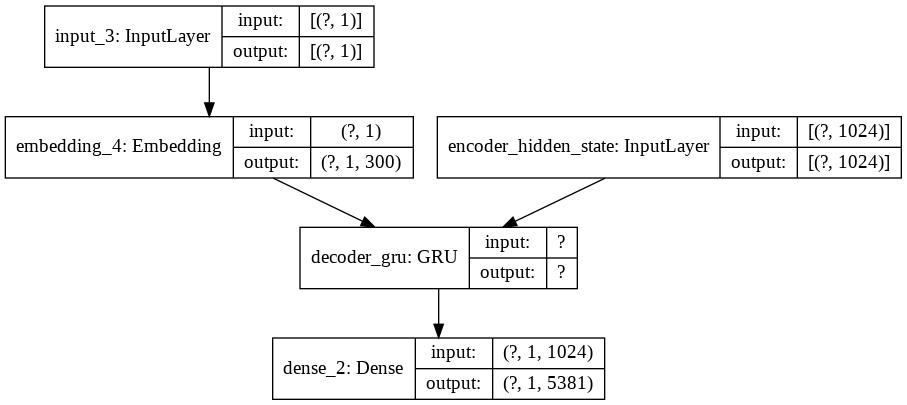 input_3: InputLayer
input: [(?, 1)]
output: [(?, 1)]
embedding_4: Embedding
input: (?, 1)
output: (?, 1, 300)
encoder_hidden_state: InputLayer
input: [(?, 1024)]
output: [(?, 1024)]
decoder_gru: GRU
input: ?
output: ?
dense_2: Dense
input: (?, 1, 1024)
output: (?, 1, 5381)